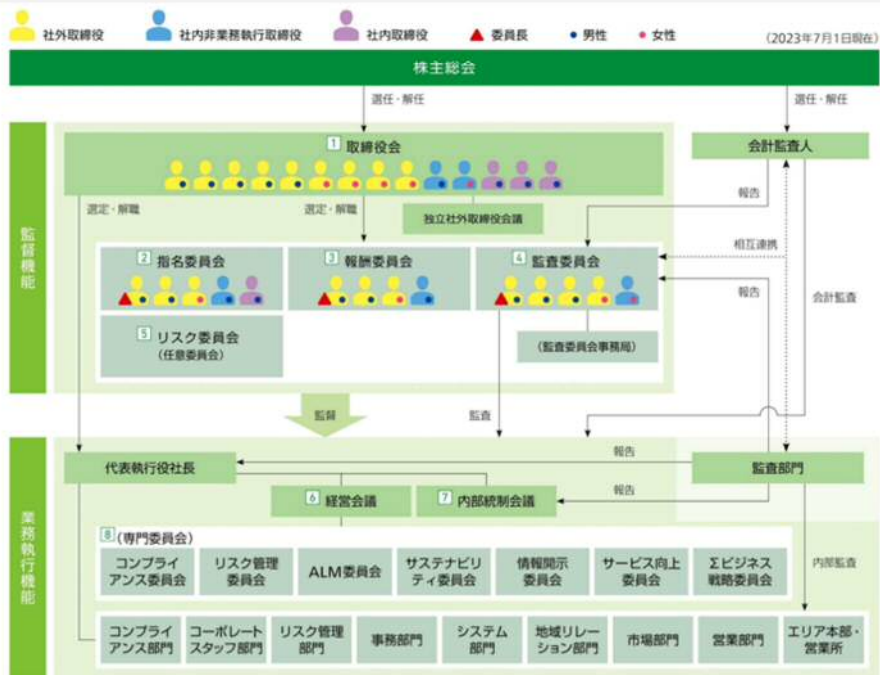 社外取締役
社内非業務執行取締役
社内取締役
委員長
男性
女性
(2023年7月1日現在)
株主総会
選任・解任
選任・解任
監督機能
1 取締役会
会計監査人
選定・解職
選定・解職
独立社外取締役会議
報告
2 指名委員会
3 報酬委員会
4 監査委員会
相互連携
報告
会計監査
5 リスク委員会
(任意委員会)
(監査委員会事務局)
監督
監査
業務執行機能
代表執行役社長
報告
監査部門
6 経営会議
7 内部統制会議
報告
8 (専門委員会)
コンプライ
アンス委員会
リスク管理
委員会
ALM委員会
サステナビリ
ティ委員会
情報開示
委員会
サービス向上
委員会
Σビジネス
戦略委員会
内部監査
コンプライ
アンス部門
コーポレート
スタッフ部門
リスク管理
部門
事務部門
システム
部門
地域リレー
ション部門
市場部門
営業部門
エリア本部・
営業所